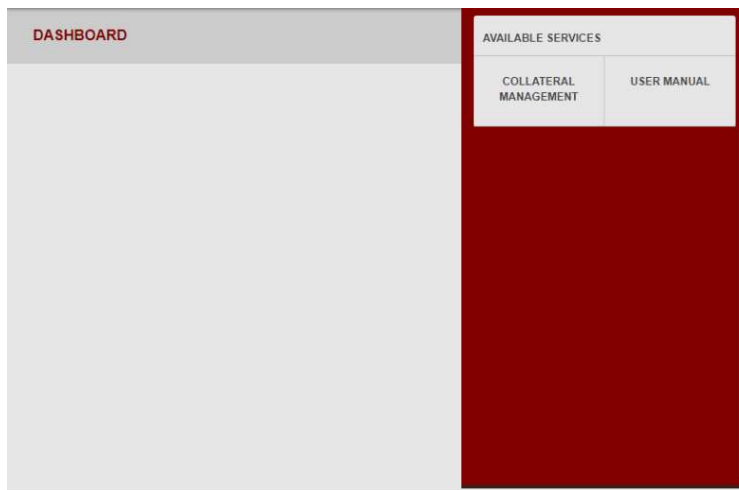 DASHBOARD
AVAILABLE SERVICES
COLLATERAL
MANAGEMENT
USER MANUAL